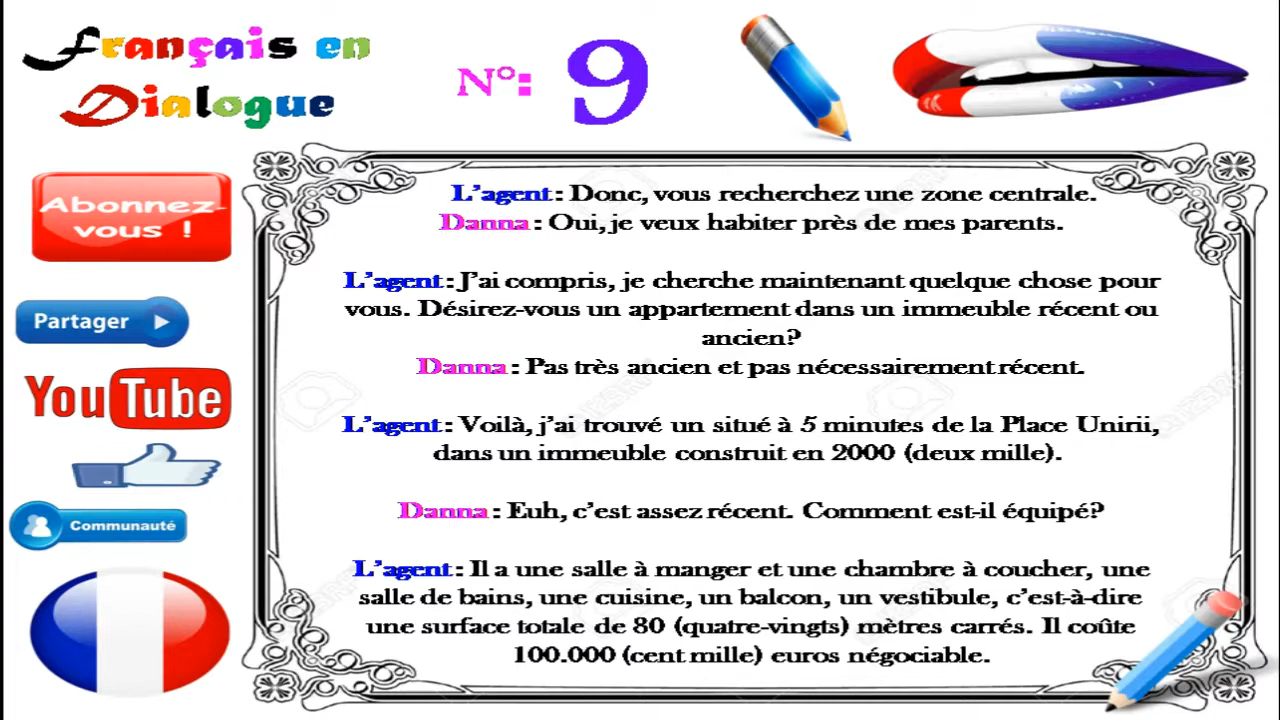 Français en
Dialogue
N°: 9
Abonnez-
vous !
Partager
YouTube
Communauté
L'agent : Donc, vous recherchez une zone centrale.
Danna : Oui, je veux habiter près de mes parents.
L'agent : J'ai compris, je cherche maintenant quelque chose pour
vous. Désirez-vous un appartement dans un immeuble récent ou
ancien?
Danna : Pas très ancien et pas nécessairement récent.
L'agent : Voilà, j'ai trouvé un situé à 5 minutes de la Place Unirii,
dans un immeuble construit en 2000 (deux mille).
Danna : Euh, c'est assez récent. Comment est-il équipé?
L'agent : Il a une salle à manger et une chambre à coucher, une
salle de bains, une cuisine, un balcon, un vestibule, c'est-à-dire
une surface totale de 80 (quatre-vingts) mètres carrés. Il coûte
100.000 (cent mille) euros négociable.